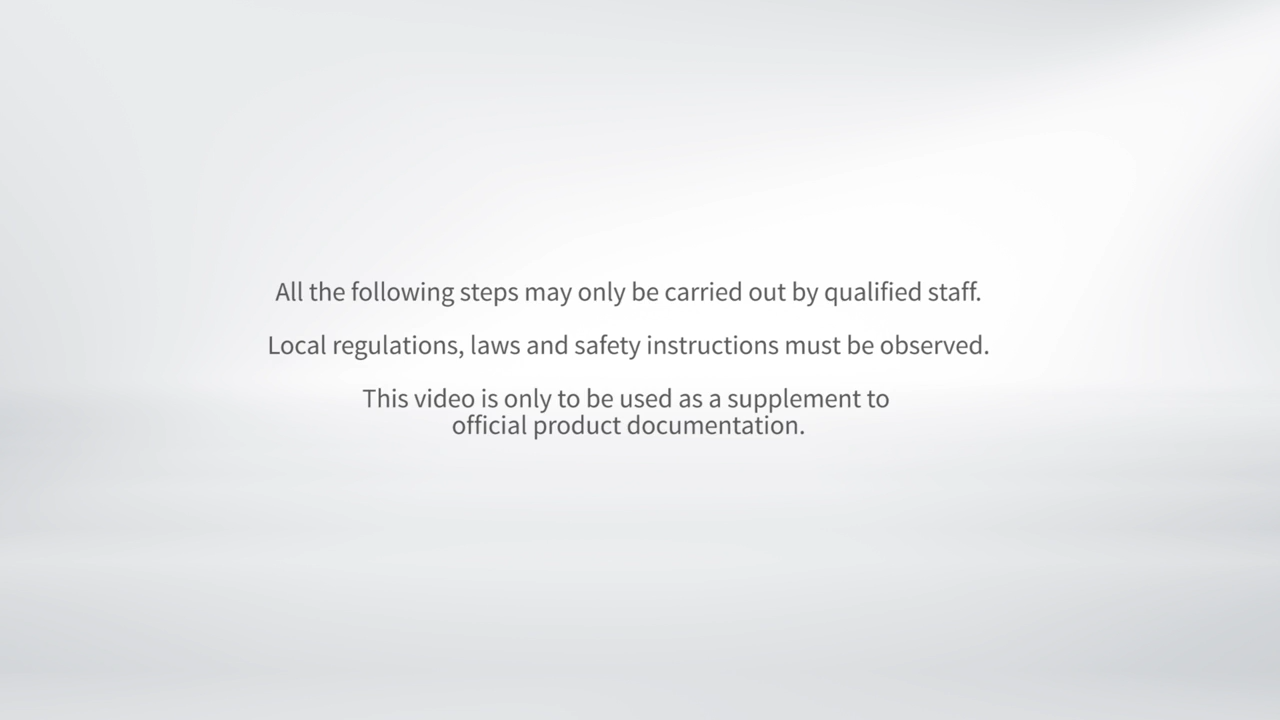 All the following steps may only be carried out by qualified staff.
Local regulations, laws and safety instructions must be observed.
This video is only to be used as a supplement to
official product documentation.